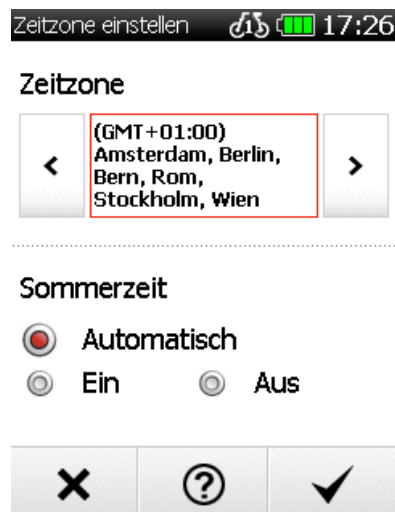 Zeitzone einstellen 17:26
Zeitzone
(GMT+01:00)
Amsterdam, Berlin,
Bern, Rom,
Stockholm, Wien
Sommerzeit
Automatisch
Ein Aus